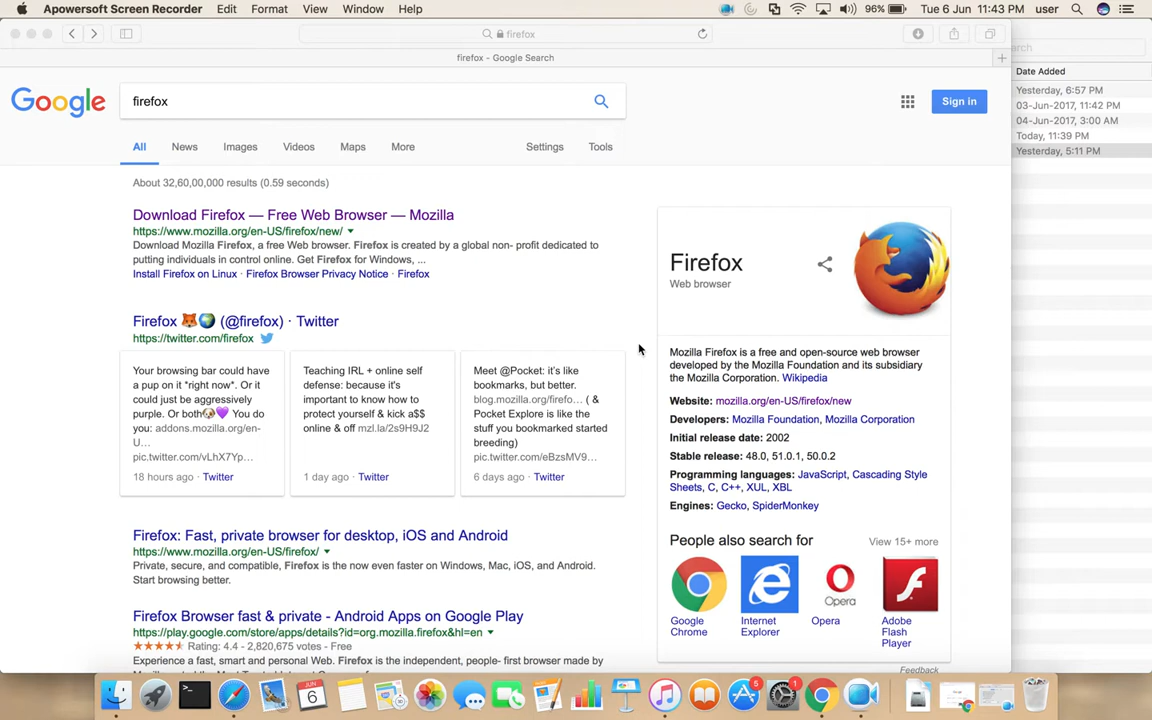 Apowersoft Screen Recorder Edit Format View Window Help 96% Tue 6 Jun 11:43 PM user
firefox
firefox - Google Search
Date Added
Yesterday, 6:57 PM
03-Jun-2017, 11:42 PM
04-Jun-2017, 3:00 AM
Today, 11:39 PM
Yesterday, 5:11 PM
Google
firefox
Sign in
All News Images Videos Maps More Settings Tools
About 32,60,00,000 results (0.59 seconds)
Download Firefox — Free Web Browser — Mozilla
https://www.mozilla.org/en-US/firefox/new/
Download Mozilla Firefox, a free Web browser. Firefox is created by a global non- profit dedicated to
putting individuals in control online. Get Firefox for Windows, ...
Install Firefox on Linux · Firefox Browser Privacy Notice · Firefox
Firefox 🦊🌍 (@firefox) · Twitter
https://twitter.com/firefox
Your browsing bar could have
a pup on it *right now*. Or it
could just be aggressively
purple. Or both🐶💜 You do
you: addons.mozilla.org/en-
U…
pic.twitter.com/vLhX7Yp…
18 hours ago · Twitter
Teaching IRL + online self
defense: because it's
important to know how to
protect yourself & kick a$$
online & off mzl.la/2s9H9J2
1 day ago · Twitter
Meet @Pocket: it's like
bookmarks, but better.
blog.mozilla.org/firefo… ( &
Pocket Explore is like the
stuff you bookmarked started
breeding)
pic.twitter.com/eBzsMV9…
6 days ago · Twitter
Firefox: Fast, private browser for desktop, iOS and Android
https://www.mozilla.org/en-US/firefox/
Private, secure, and compatible, Firefox is the now even faster on Windows, Mac, iOS, and Android.
Start browsing better.
Firefox Browser fast & private - Android Apps on Google Play
https://play.google.com/store/apps/details?id=org.mozilla.firefox&hl=en
Rating: 4.4 - 2,820,675 votes - Free
Experience a fast, smart and personal Web. Firefox is the independent, people- first browser made by
Firefox
Web browser
Mozilla Firefox is a free and open-source web browser
developed by the Mozilla Foundation and its subsidiary
the Mozilla Corporation. Wikipedia
Website: mozilla.org/en-US/firefox/new
Developers: Mozilla Foundation, Mozilla Corporation
Initial release date: 2002
Stable release: 48.0, 51.0.1, 50.0.2
Programming languages: JavaScript, Cascading Style
Sheets, C, C++, XUL, XBL
Engines: Gecko, SpiderMonkey
People also search for View 15+ more
Google
Chrome
Internet
Explorer
Opera
Opera
Adobe
Flash
Player
Feedback
JUN
6
5
1